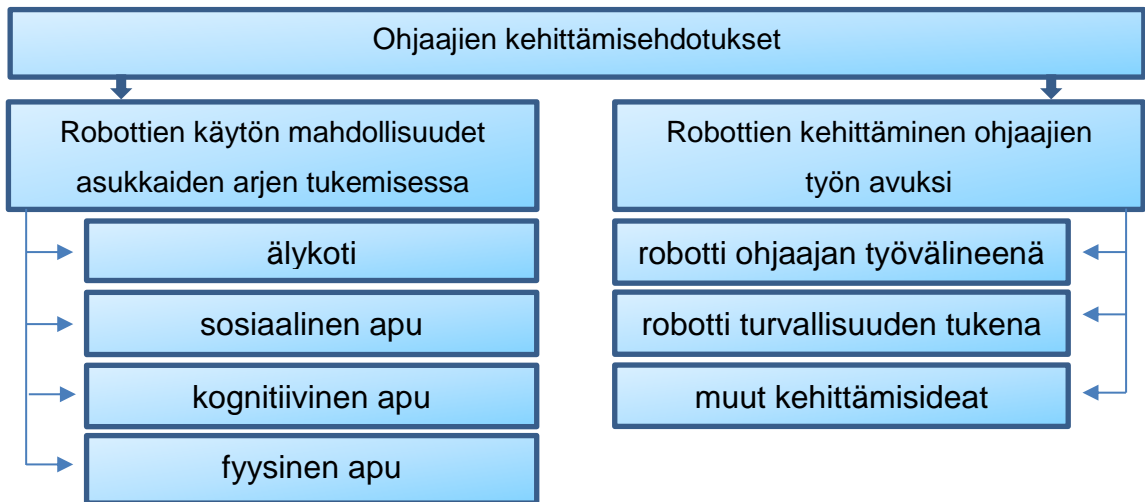 Ohjaajien kehittämisehdotukset
Robottien käytön mahdollisuudet
asukkaiden arjen tukemisessa
älykoti
sosiaalinen apu
kognitiivinen apu
fyysinen apu
Robottien kehittäminen ohjaajien
työn avuksi
robotti ohjaajan työvälineenä
robotti turvallisuuden tukena
muut kehittämisideat